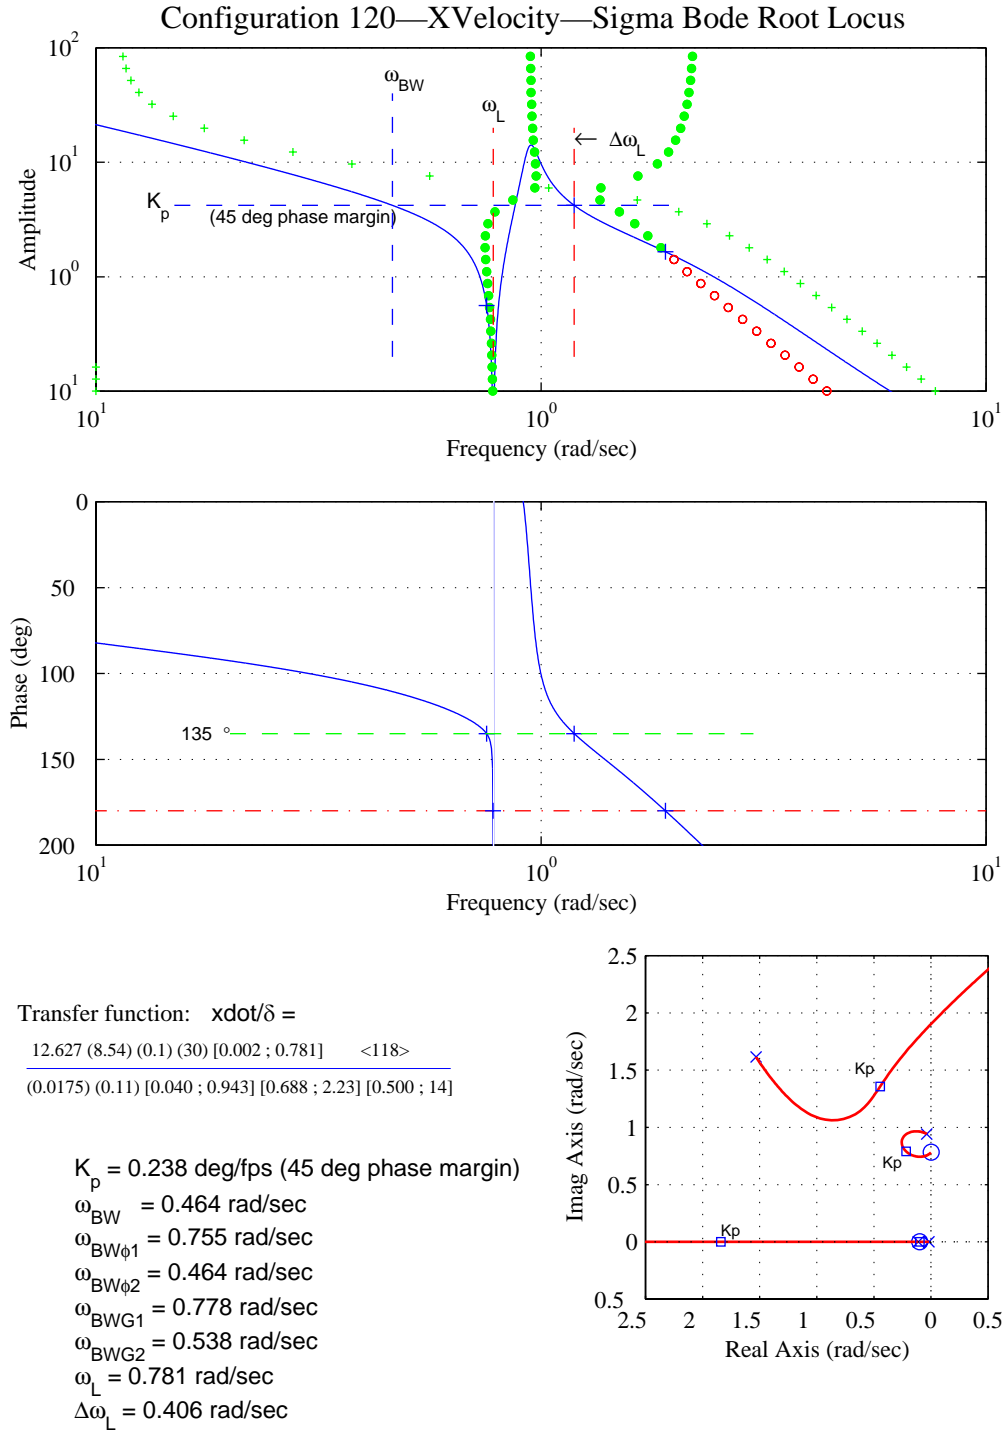 Configuration 120—XVelocity—Sigma Bode Root Locus
10^2
10^1
10^0
10^1
Amplitude
ω_BW
ω_L
← Δω_L
K_p
(45 deg phase margin)
10^1 10^0 10^1
Frequency (rad/sec)
0
50
100
150
200
Phase (deg)
135 °
10^1 10^0 10^1
Frequency (rad/sec)
Transfer function: xdot/δ =
12.627 (8.54) (0.1) (30) [0.002 ; 0.781] <118>
(0.0175) (0.11) [0.040 ; 0.943] [0.688 ; 2.23] [0.500 ; 14]
K_p = 0.238 deg/fps (45 deg phase margin)
ω_BW = 0.464 rad/sec
ω_BWϕ1 = 0.755 rad/sec
ω_BWϕ2 = 0.464 rad/sec
ω_BWG1 = 0.778 rad/sec
ω_BWG2 = 0.538 rad/sec
ω_L = 0.781 rad/sec
Δω_L = 0.406 rad/sec
2.5
2
1.5
1
0.5
0
0.5
Imag Axis (rad/sec)
Kp
Kp
Kp
2.5 2 1.5 1 0.5 0 0.5
Real Axis (rad/sec)